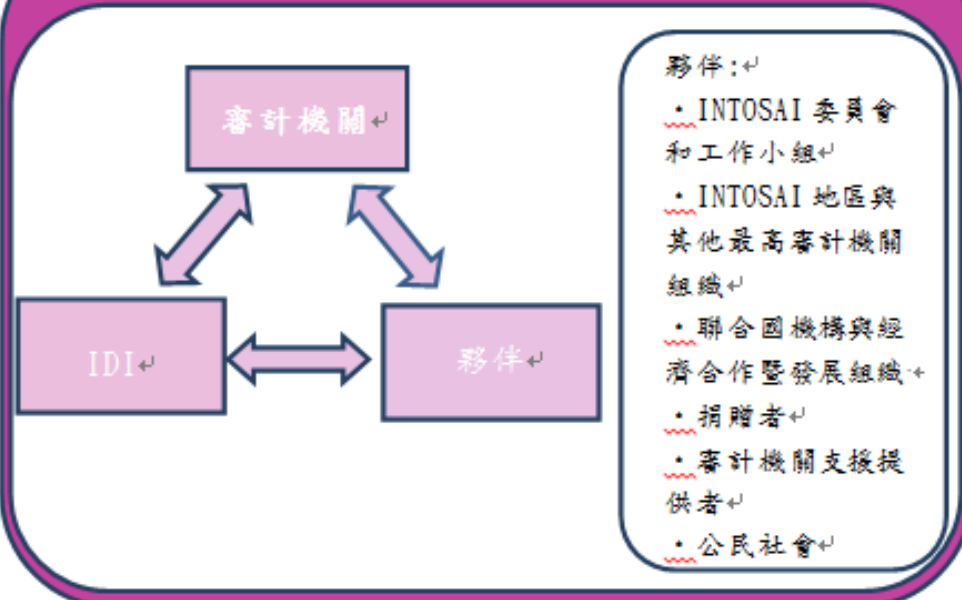 審計機關
IDI
夥伴
夥伴:
・INTOSAI 委員會
和工作小組
・INTOSAI 地區與
其他最高審計機關
組織
・聯合國機構與經
濟合作暨發展組織
・捐贈者
・審計機關支援提
供者
・公民社會